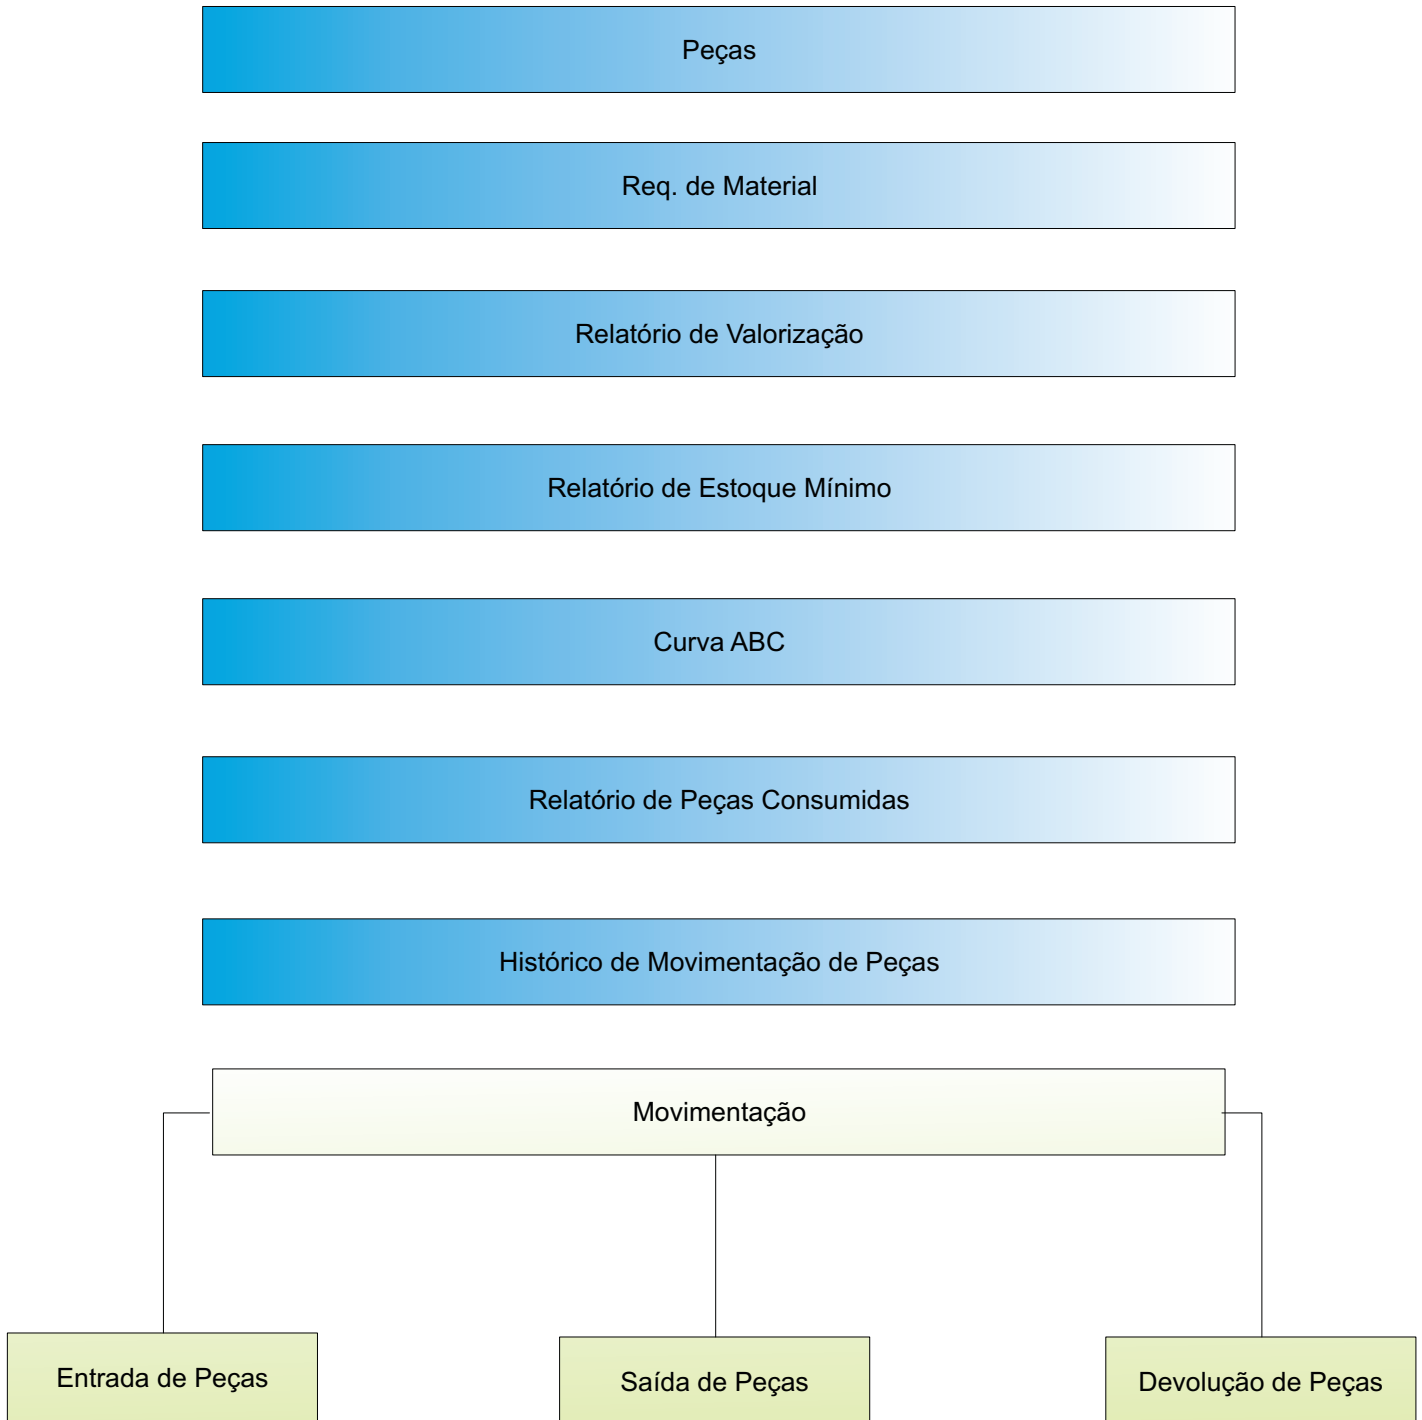 Peças
Req. de Material
Relatório de Valorização
Relatório de Estoque Mínimo
Curva ABC
Relatório de Peças Consumidas
Histórico de Movimentação de Peças
Movimentação
Entrada de Peças
Saída de Peças
Devolução de Peças